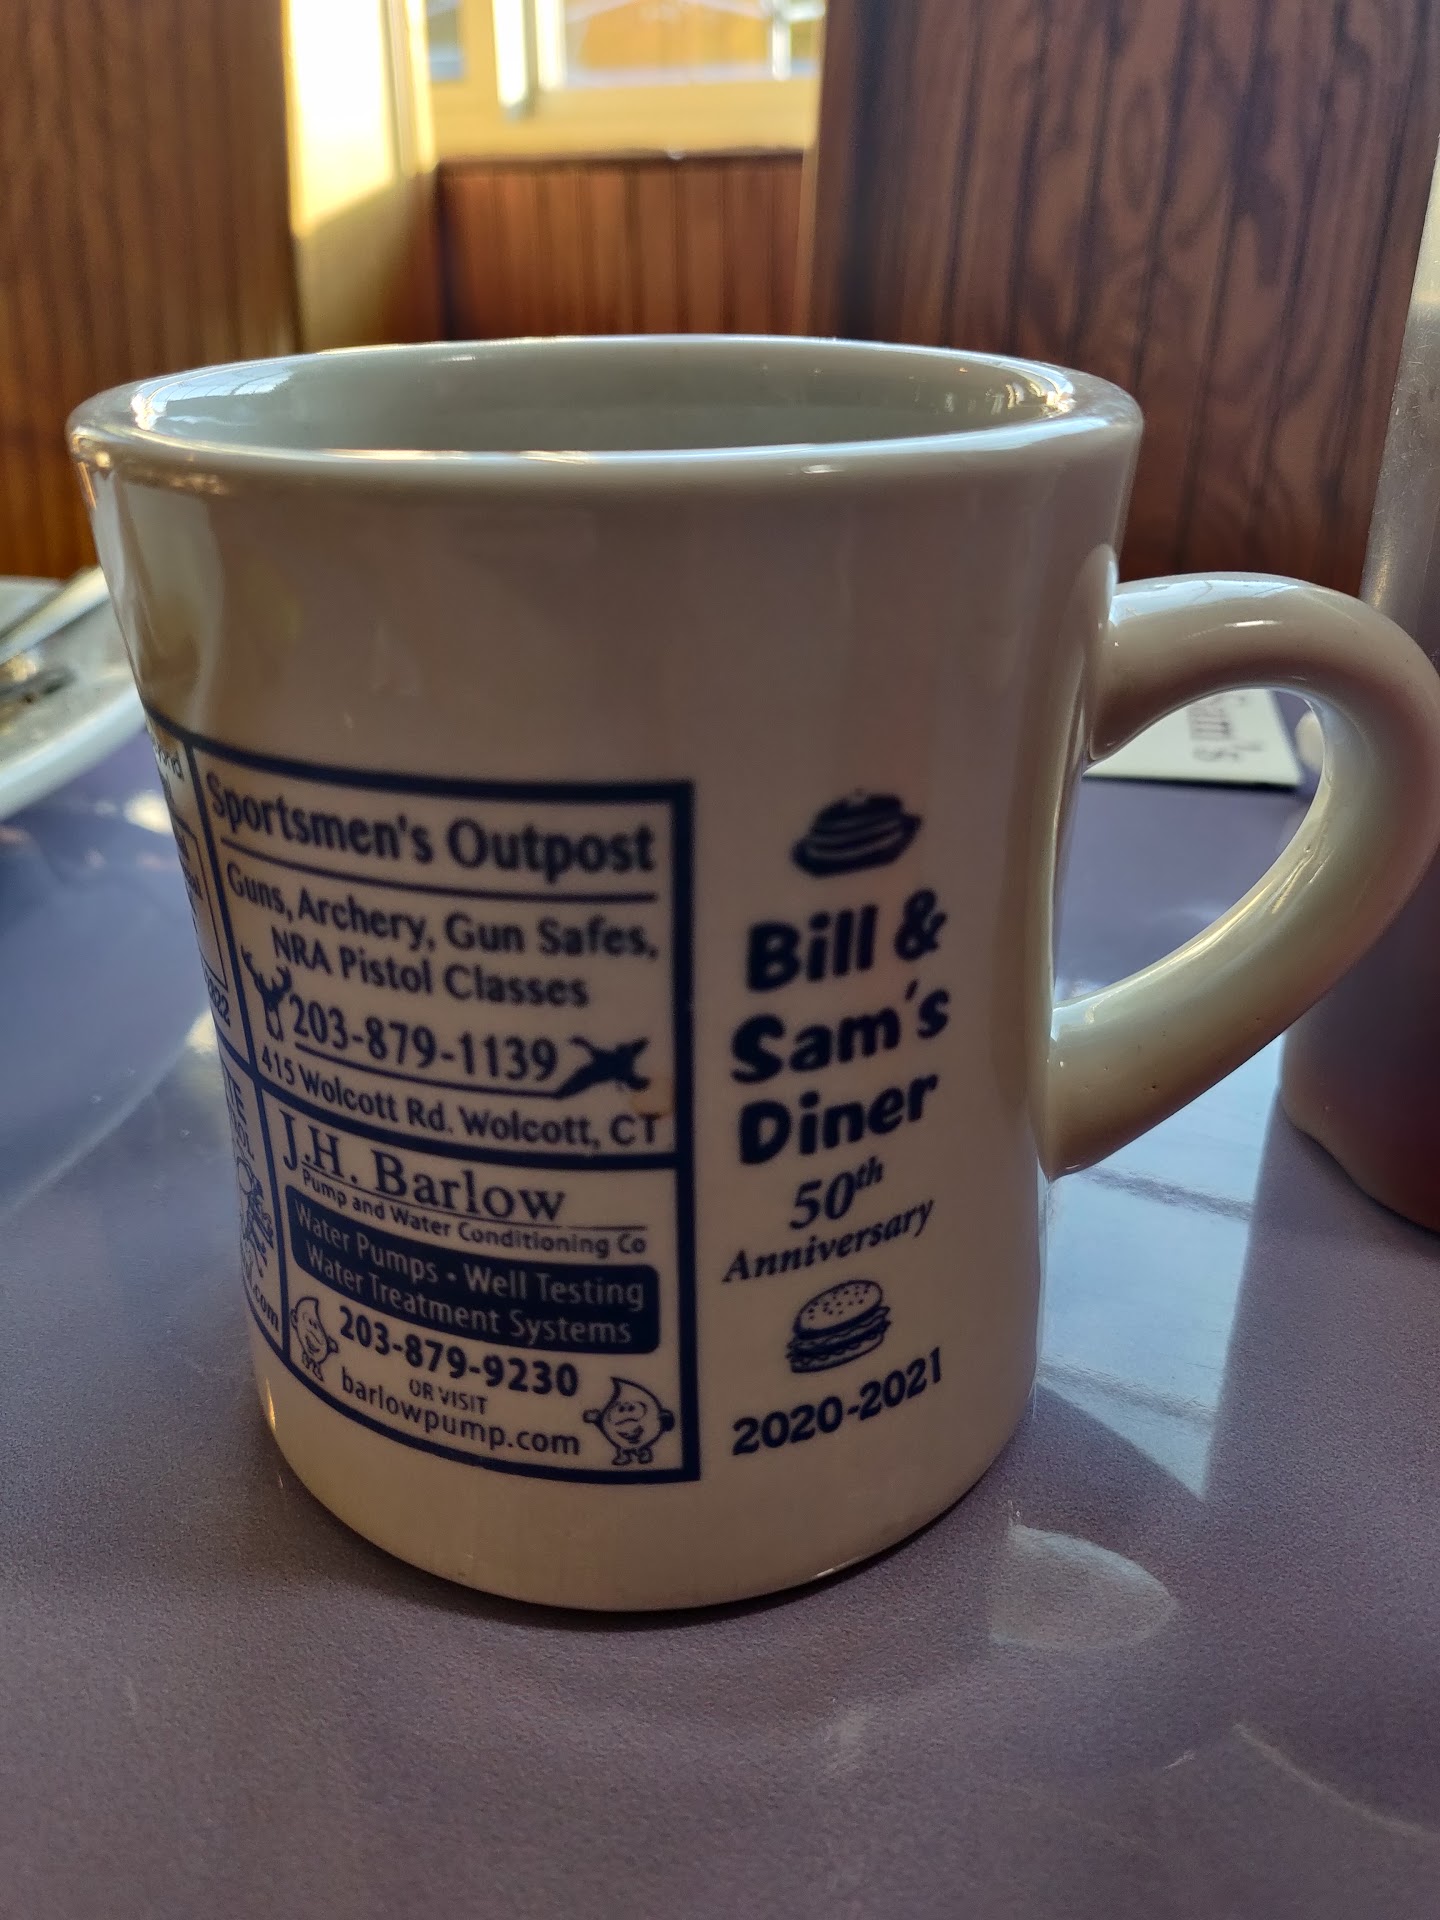 Sportsmen's Outpost
Guns, Archery, Gun Safes,
NRA Pistol Classes
203-879-1139
415 Wolcott Rd. Wolcott, CT
J.H. Barlow
Pump and Water Conditioning Co
Water Pumps • Well Testing
Water Treatment Systems
203-879-9230
OR VISIT
barlowpump.com
Bill &
Sam's
Diner
50th
Anniversary
2020-2021
.com
Sam's